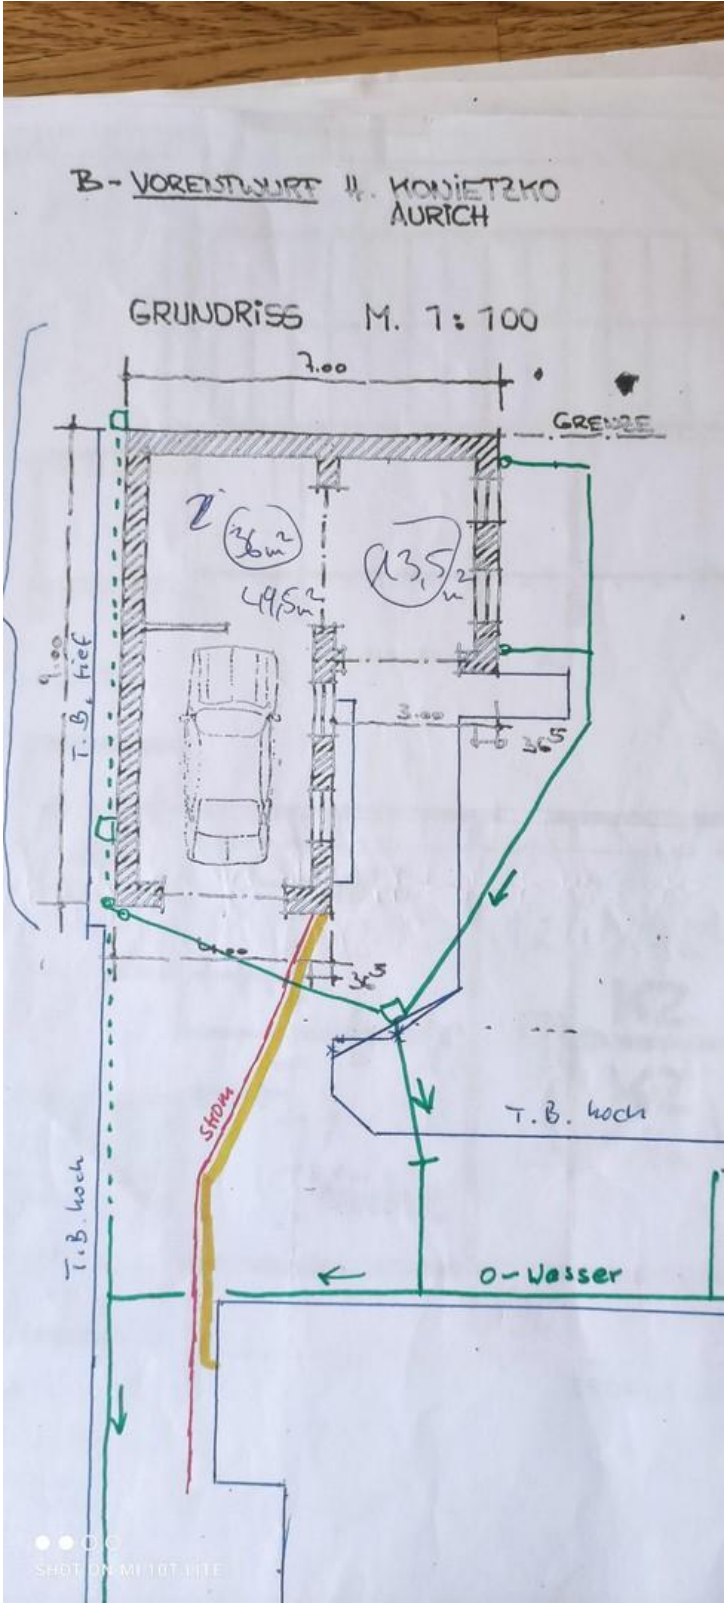 B-VORENTWURF H. KONIETZKO
AURICH
GRUNDRISS M. 1:100
7.00
GRENZE
36m²
13,5m²
49,5m²
9.00
T.B. tief
3.00
36⁵
4.00
36⁵
Strom
T.B. hoch
T.B. hoch
O-Wasser
SHOT ON MI 10T LITE